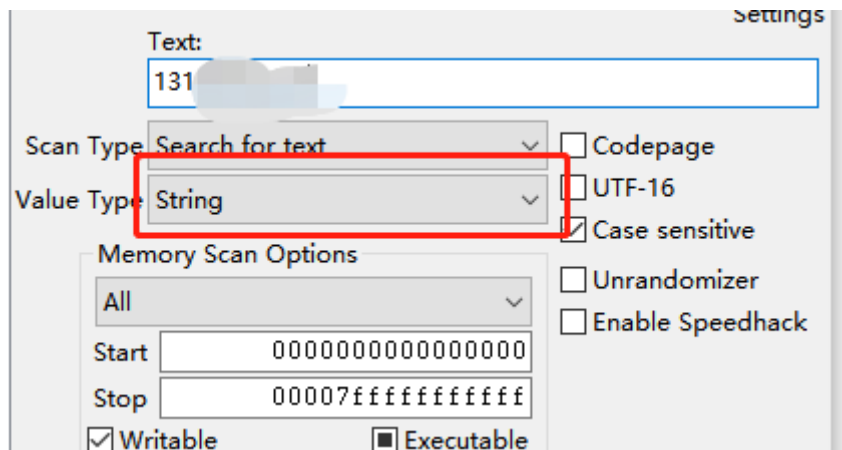 Settings
Text:
131
Scan Type Search for text
Codepage
Value Type String
UTF-16
Case sensitive
Memory Scan Options
Unrandomizer
All
Enable Speedhack
Start 0000000000000000
Stop 00007fffffffffff
Writable Executable